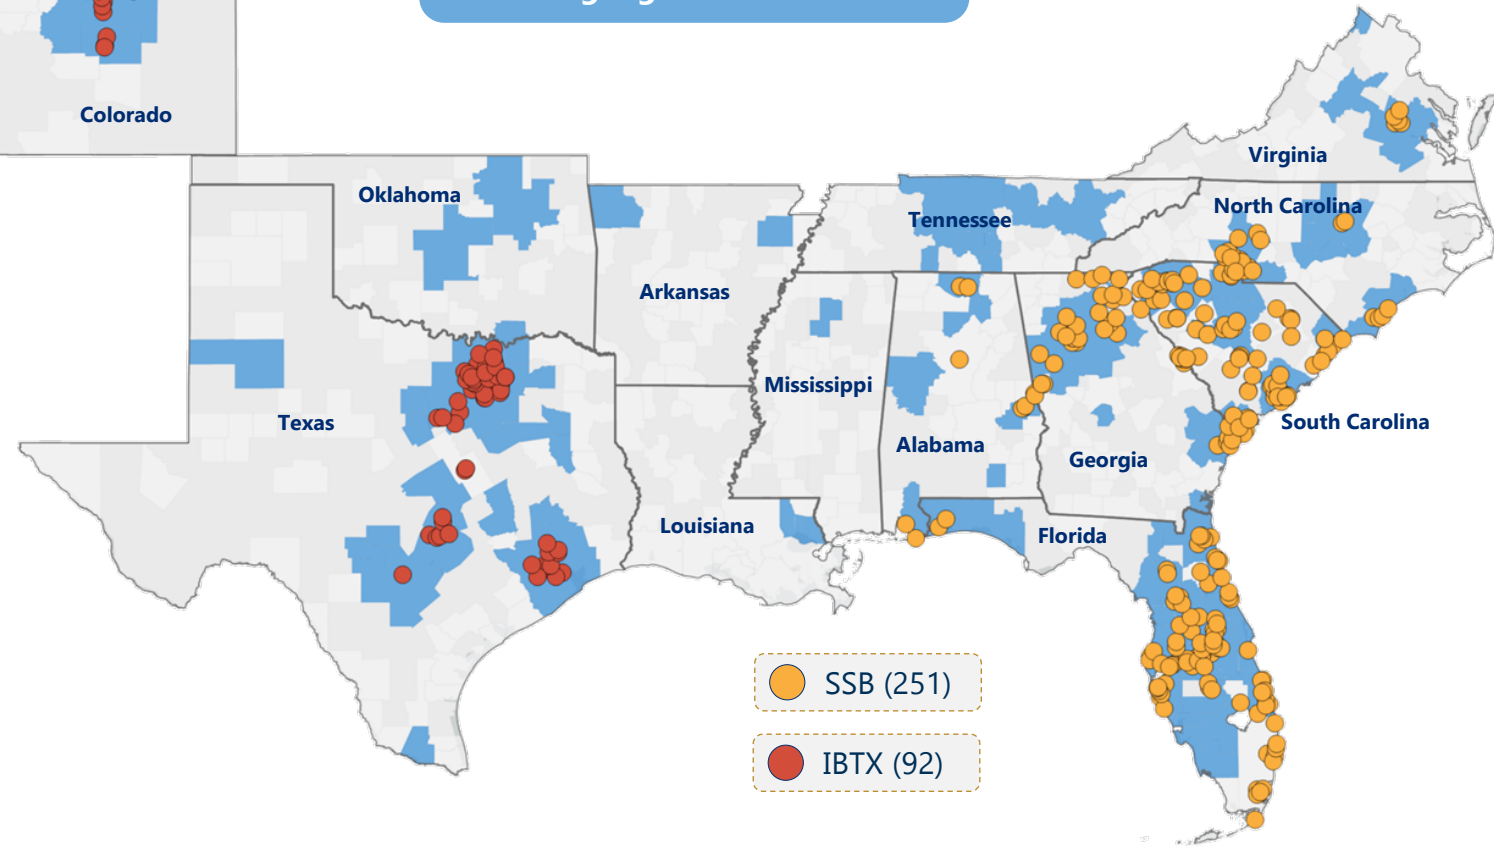 Colorado
Virginia
Oklahoma
North Carolina
Tennessee
Arkansas
Mississippi
Texas
South Carolina
Alabama
Georgia
Louisiana
Florida
SSB (251)
IBTX (92)